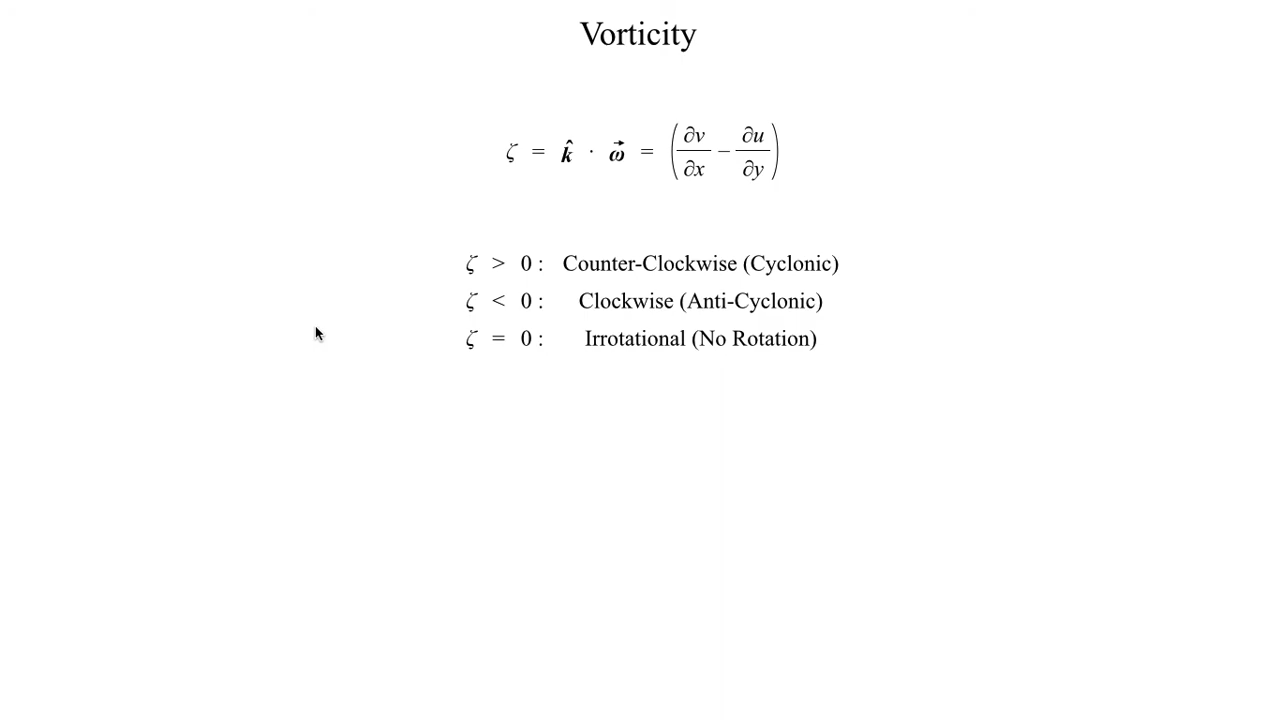 Vorticity
ζ = k̂ · ω⃗ = (∂v/∂x − ∂u/∂y)
ζ > 0 : Counter-Clockwise (Cyclonic)
ζ < 0 : Clockwise (Anti-Cyclonic)
ζ = 0 : Irrotational (No Rotation)